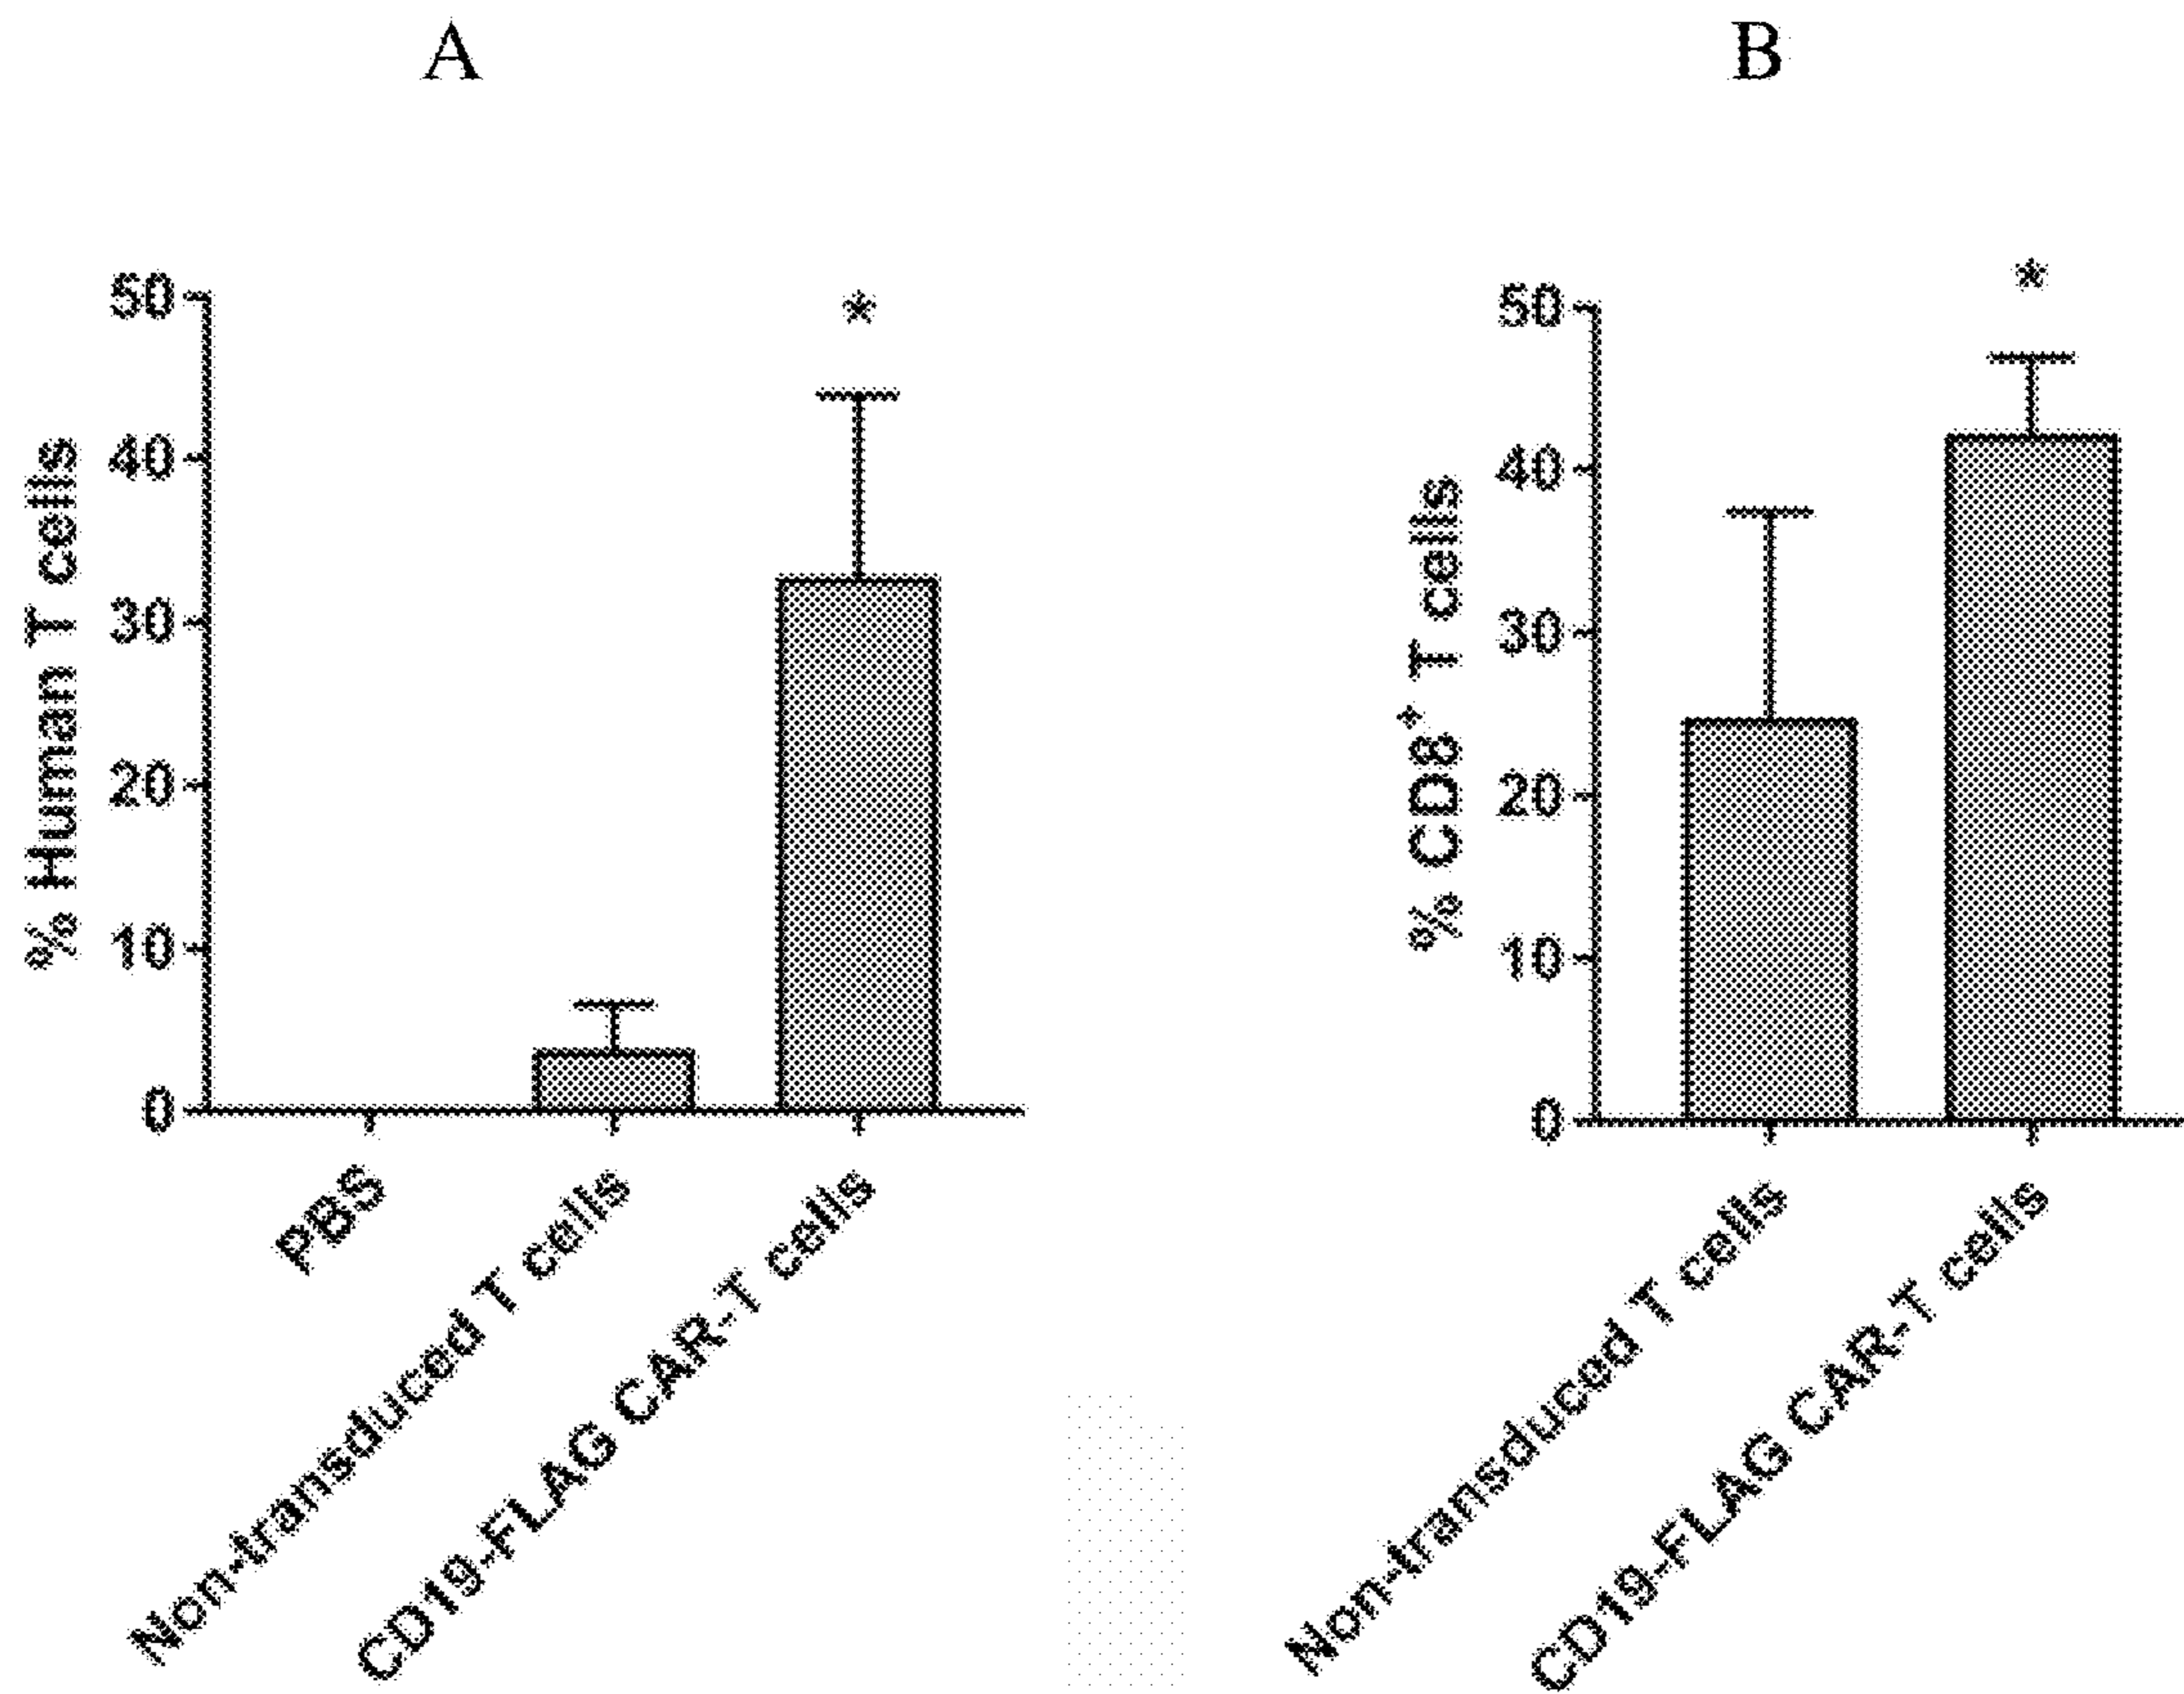 A
B
50
*
40
30
20
10
0
% Human T cells
PBS
Non-transduced T cells
CD19-FLAG CAR-T cells
50
*
40
30
20
10
0
% CD8⁺ T cells
Non-transduced T cells
CD19-FLAG CAR-T cells